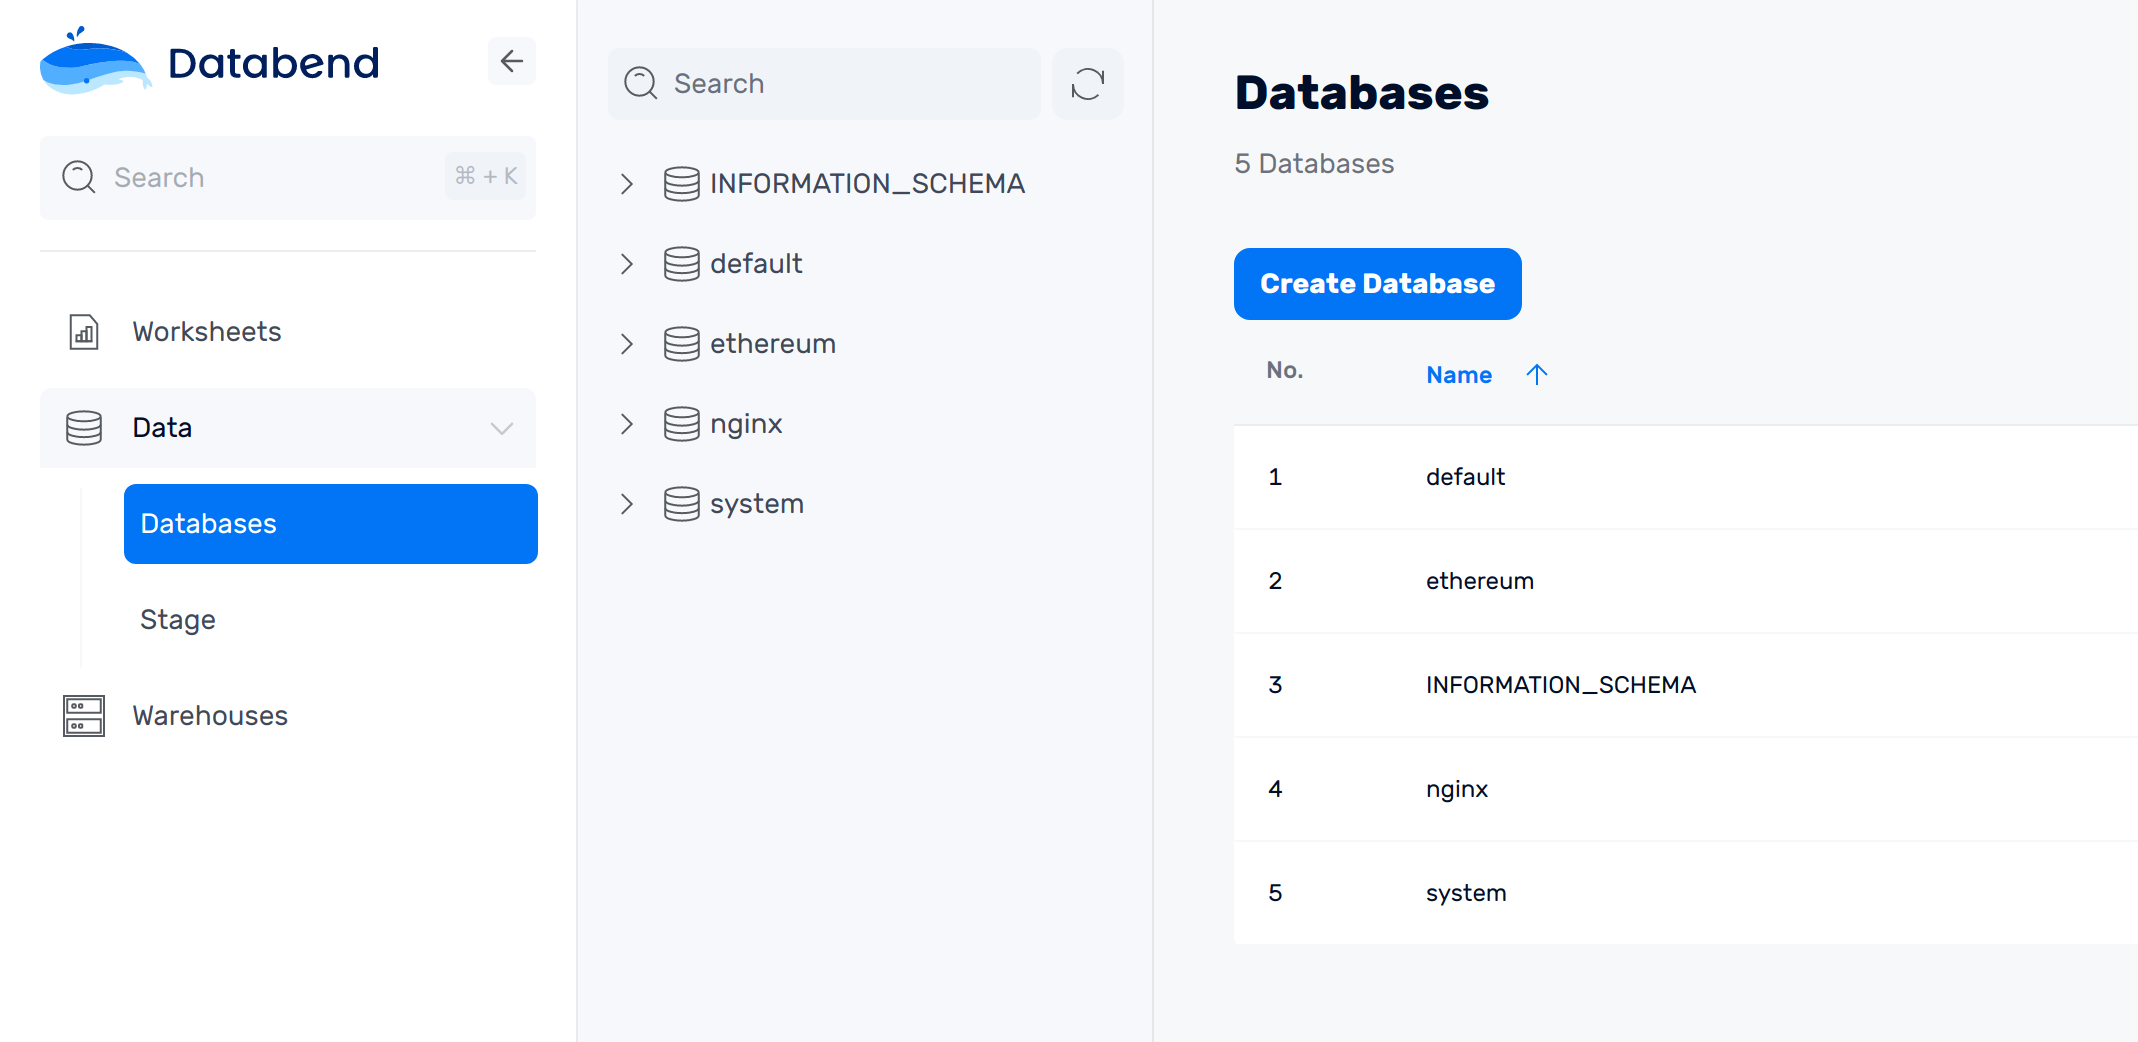 Databend
Search
⌘ + K
Worksheets
Data
Databases
Stage
Warehouses
Search
INFORMATION_SCHEMA
default
ethereum
nginx
system
Databases
5 Databases
Create Database
No. Name
1 default
2 ethereum
3 INFORMATION_SCHEMA
4 nginx
5 system